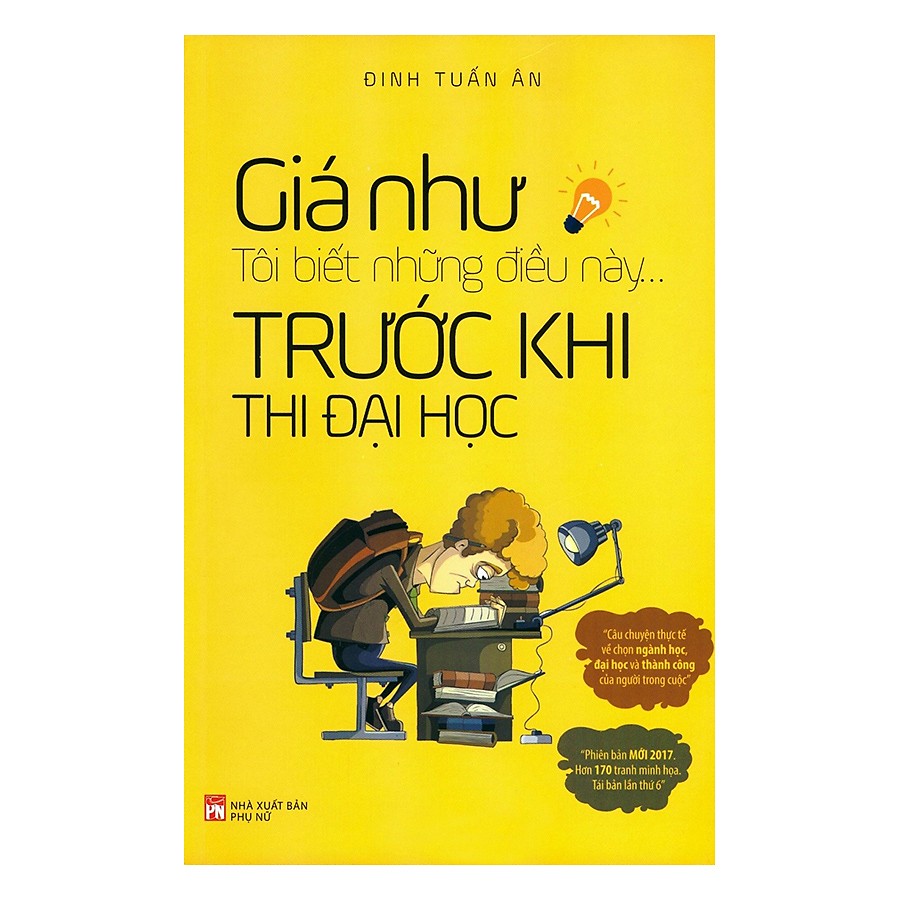 ĐINH TUẤN ÂN
Giá như
Tôi biết những điều này...
TRƯỚC KHI
THI ĐẠI HỌC
"Câu chuyện thực tế
về chọn ngành học,
đại học và thành công
của người trong cuộc"
"Phiên bản MỚI 2017.
Hơn 170 tranh minh họa.
Tái bản lần thứ 6"
PN
NHÀ XUẤT BẢN
PHỤ NỮ